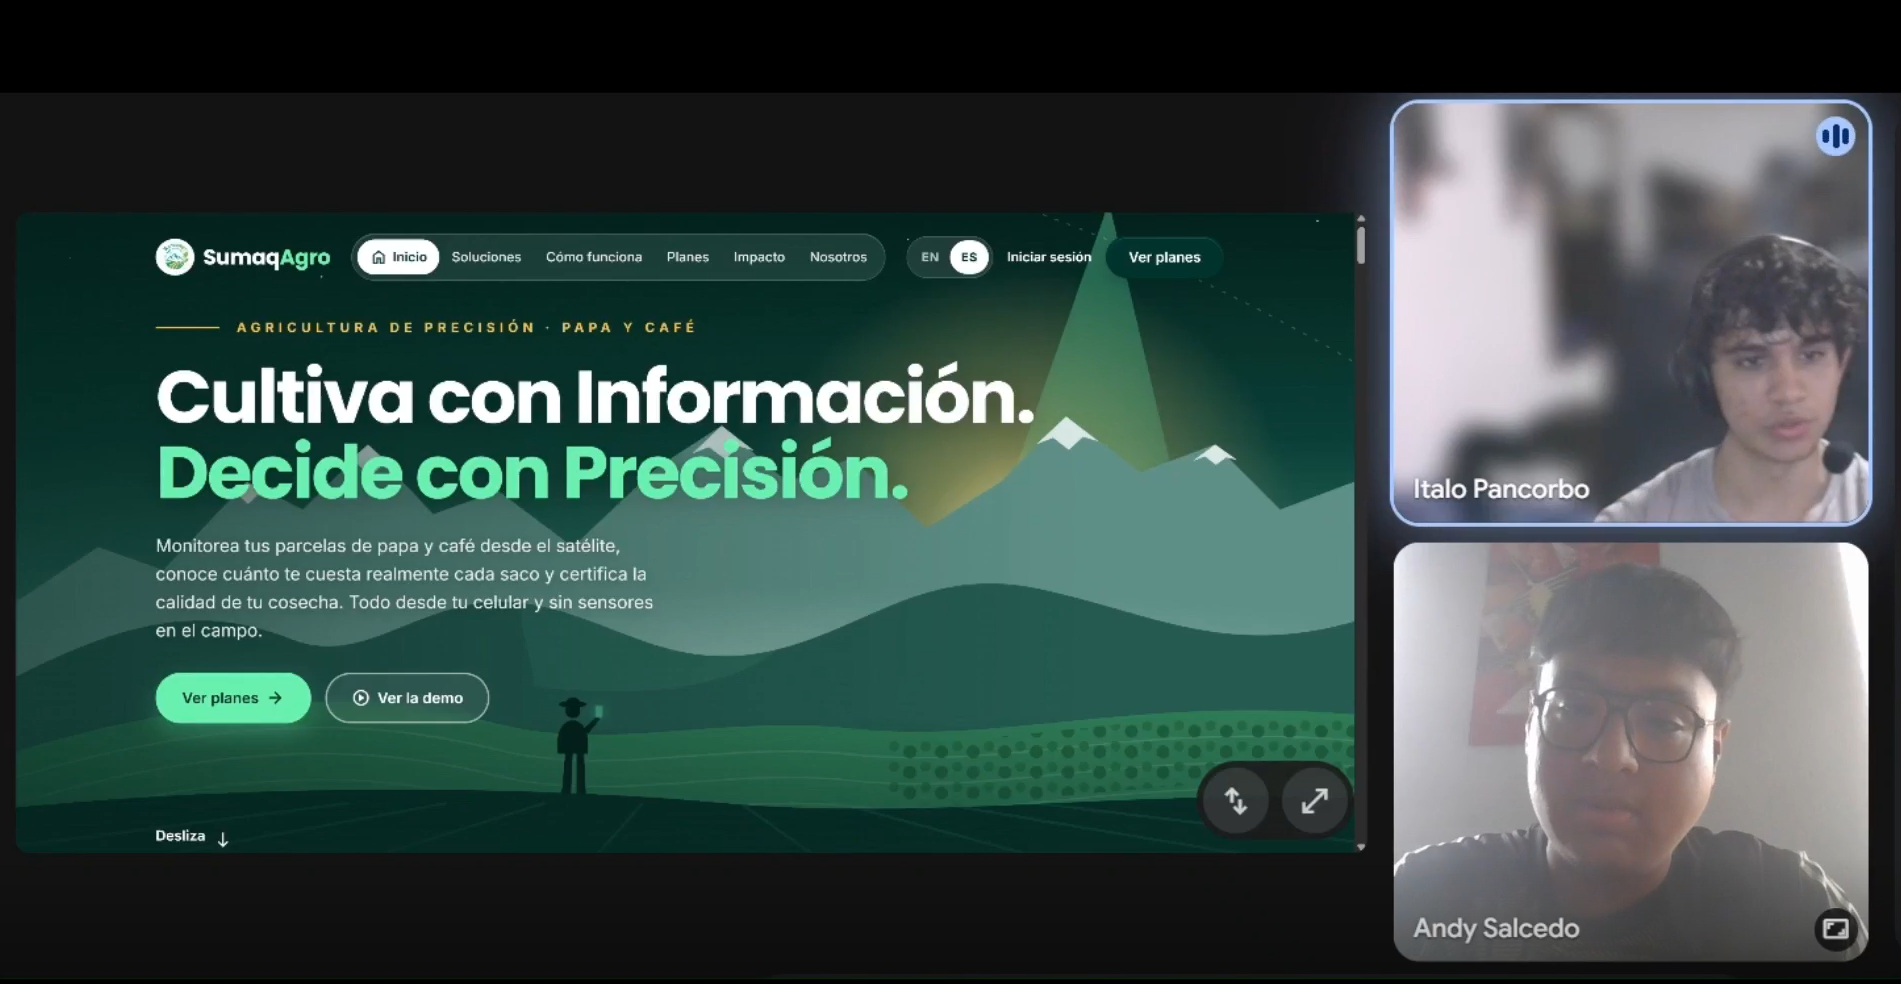 SumaqAgro
Inicio
Soluciones
Cómo funciona
Planes
Impacto
Nosotros
EN
ES
Iniciar sesión
Ver planes
AGRICULTURA DE PRECISIÓN · PAPA Y CAFÉ
Cultiva con Información.
Decide con Precisión.
Monitorea tus parcelas de papa y café desde el satélite,
conoce cuánto te cuesta realmente cada saco y certifica la
calidad de tu cosecha. Todo desde tu celular y sin sensores
en el campo.
Ver planes
Ver la demo
Desliza
Italo Pancorbo
Andy Salcedo